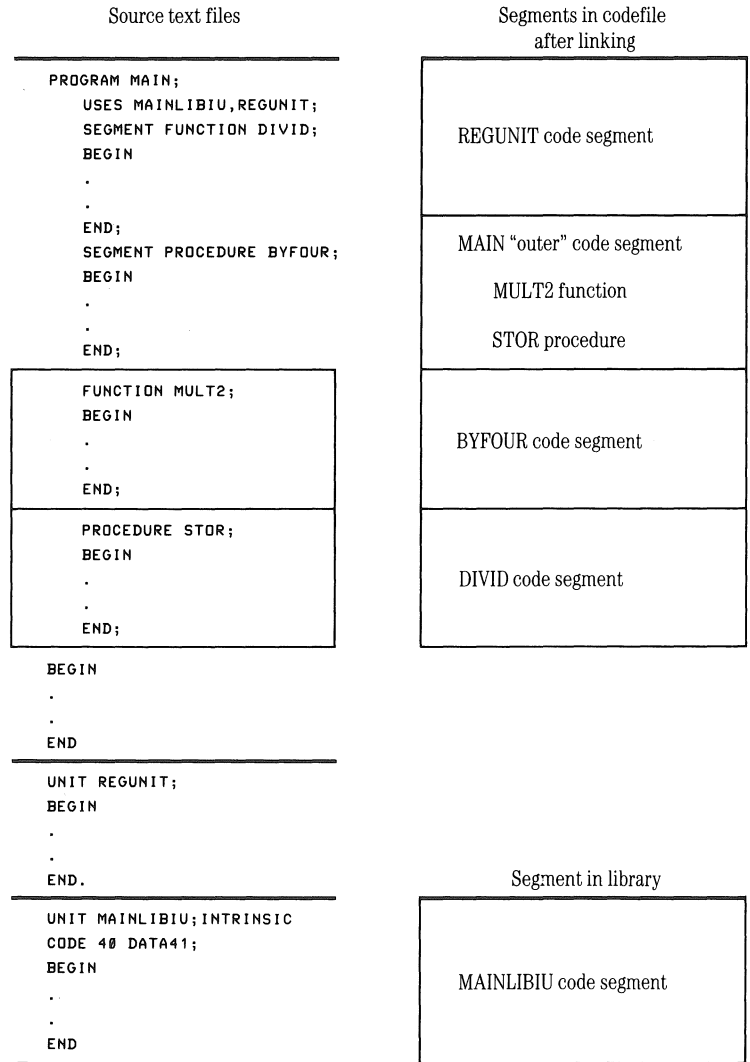 Source text files
PROGRAM MAIN;
USES MAINLIBIU,REGUNIT;
SEGMENT FUNCTION DIVID;
BEGIN
.
.
END;
SEGMENT PROCEDURE BYFOUR;
BEGIN
.
.
END;
FUNCTION MULT2;
BEGIN
.
.
END;
PROCEDURE STOR;
BEGIN
.
.
END;
BEGIN
.
.
END
UNIT REGUNIT;
BEGIN
.
.
END.
UNIT MAINLIBIU;INTRINSIC
CODE 40 DATA41;
BEGIN
.
.
END
Segments in codefile
after linking
REGUNIT code segment
MAIN “outer” code segment
MULT2 function
STOR procedure
BYFOUR code segment
DIVID code segment
Segment in library
MAINLIBIU code segment